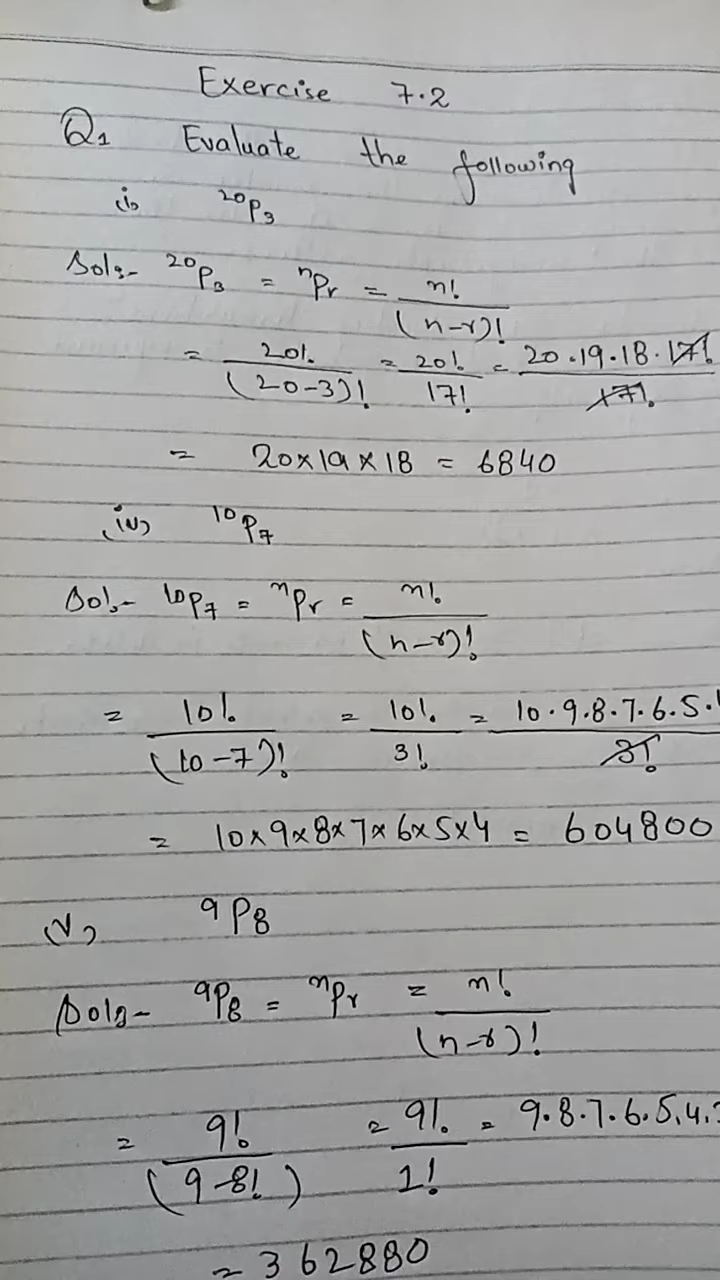 Exercise 7.2
Q1 Evaluate the following
(i) ²⁰P₃
Sol:- ²⁰P₃ = ⁿPr = n! / (n-r)!
= 20! / (20-3)! = 20! / 17! = 20.19.18.17! / 17!
= 20×19×18 = 6840
(iv) ¹⁰P₇
Sol:- ¹⁰P₇ = ⁿPr = n! / (n-r)!
= 10! / (10-7)! = 10! / 3! = 10.9.8.7.6.5. / 3!
= 10×9×8×7×6×5×4 = 604800
(v) ⁹P₈
Sol:- ⁹P₈ = ⁿPr = n! / (n-r)!
= 9! / (9-8!) = 9! / 1! = 9.8.7.6.5.4.
= 362880